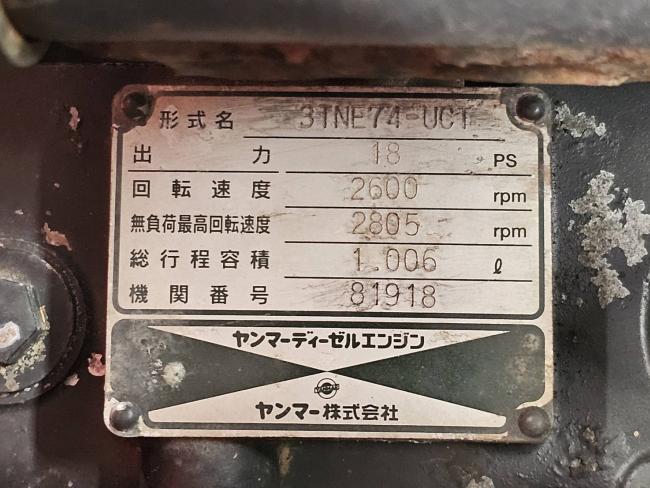 形式名 3TNE74-UC1
出力 18 PS
回転速度 2600 rpm
無負荷最高回転速度 2805 rpm
総行程容積 1.006 ℓ
機関番号 81918
ヤンマーディーゼルエンジン
ヤンマー株式会社